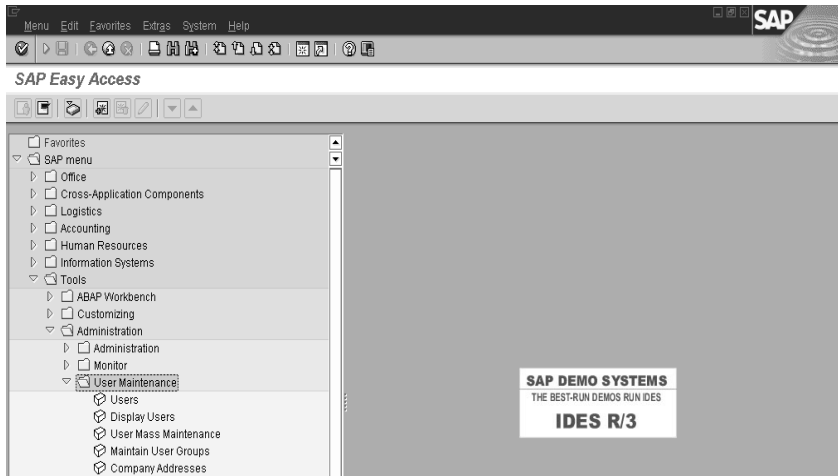 Menu Edit Favorites Extras System Help
SAP
SAP Easy Access
Favorites
SAP menu
Office
Cross-Application Components
Logistics
Accounting
Human Resources
Information Systems
Tools
ABAP Workbench
Customizing
Administration
Administration
Monitor
User Maintenance
Users
Display Users
User Mass Maintenance
Maintain User Groups
Company Addresses
SAP DEMO SYSTEMS
THE BEST-RUN DEMOS RUN IDES
IDES R/3